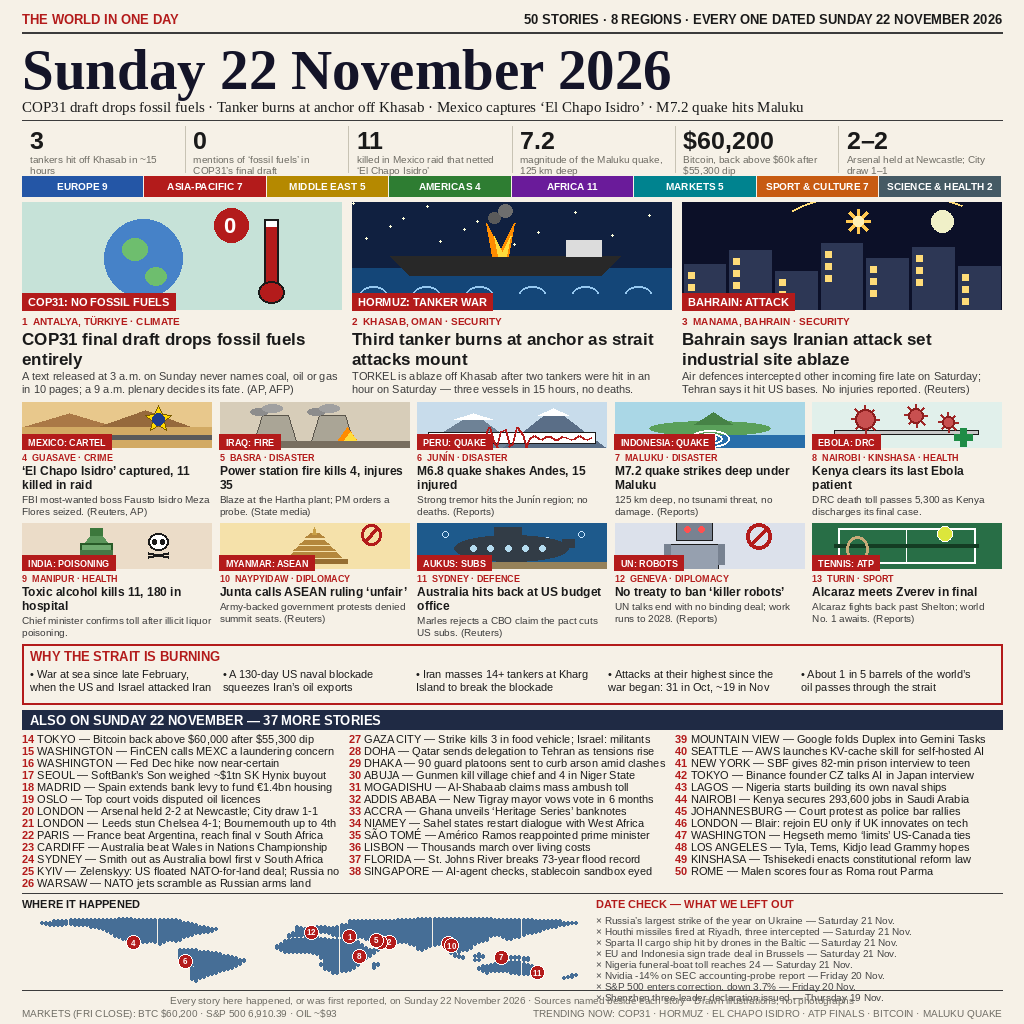 THE WORLD IN ONE DAY
50 STORIES · 8 REGIONS · EVERY ONE DATED SUNDAY 22 NOVEMBER 2026
Sunday 22 November 2026
COP31 draft drops fossil fuels · Tanker burns at anchor off Khasab · Mexico captures ‘El Chapo Isidro’ · M7.2 quake hits Maluku
3
tankers hit off Khasab in ~15
hours
0
mentions of ‘fossil fuels’ in
COP31’s final draft
11
killed in Mexico raid that netted
‘El Chapo Isidro’
7.2
magnitude of the Maluku quake,
125 km deep
$60,200
Bitcoin, back above $60k after
$55,300 dip
2–2
Arsenal held at Newcastle; City
draw 1–1
EUROPE 9
ASIA-PACIFIC 7
MIDDLE EAST 5
AMERICAS 4
AFRICA 11
MARKETS 5
SPORT & CULTURE 7
SCIENCE & HEALTH 2
0
COP31: NO FOSSIL FUELS
1 ANTALYA, TÜRKIYE · CLIMATE
COP31 final draft drops fossil fuels
entirely
A text released at 3 a.m. on Sunday never names coal, oil or gas
in 10 pages; a 9 a.m. plenary decides its fate. (AP, AFP)
HORMUZ: TANKER WAR
2 KHASAB, OMAN · SECURITY
Third tanker burns at anchor as strait
attacks mount
TORKEL is ablaze off Khasab after two tankers were hit in an
hour on Saturday — three vessels in 15 hours, no deaths.
BAHRAIN: ATTACK
3 MANAMA, BAHRAIN · SECURITY
Bahrain says Iranian attack set
industrial site ablaze
Air defences intercepted other incoming fire late on Saturday;
Tehran says it hit US bases. No injuries reported. (Reuters)
MEXICO: CARTEL
4 GUASAVE · CRIME
‘El Chapo Isidro’ captured, 11
killed in raid
FBI most-wanted boss Fausto Isidro Meza
Flores seized. (Reuters, AP)
IRAQ: FIRE
5 BASRA · DISASTER
Power station fire kills 4, injures
35
Blaze at the Hartha plant; PM orders a
probe. (State media)
PERU: QUAKE
6 JUNÍN · DISASTER
M6.8 quake shakes Andes, 15
injured
Strong tremor hits the Junín region; no
deaths. (Reports)
INDONESIA: QUAKE
7 MALUKU · DISASTER
M7.2 quake strikes deep under
Maluku
125 km deep, no tsunami threat, no
damage. (Reports)
EBOLA: DRC
8 NAIROBI · KINSHASA · HEALTH
Kenya clears its last Ebola
patient
DRC death toll passes 5,300 as Kenya
discharges its final case.
INDIA: POISONING
9 MANIPUR · HEALTH
Toxic alcohol kills 11, 180 in
hospital
Chief minister confirms toll after illicit liquor
poisoning.
MYANMAR: ASEAN
10 NAYPYIDAW · DIPLOMACY
Junta calls ASEAN ruling ‘unfair’
Army-backed government protests denied
summit seats. (Reuters)
AUKUS: SUBS
11 SYDNEY · DEFENCE
Australia hits back at US budget
office
Marles rejects a CBO claim the pact cuts
US subs. (Reuters)
UN: ROBOTS
12 GENEVA · DIPLOMACY
No treaty to ban ‘killer robots’
UN talks end with no binding deal; work
runs to 2028. (Reports)
TENNIS: ATP
13 TURIN · SPORT
Alcaraz meets Zverev in final
Alcaraz fights back past Shelton; world
No. 1 awaits. (Reports)
WHY THE STRAIT IS BURNING
• War at sea since late February,
when the US and Israel attacked Iran
• A 130-day US naval blockade
squeezes Iran’s oil exports
• Iran masses 14+ tankers at Kharg
Island to break the blockade
• Attacks at their highest since the
war began: 31 in Oct, ~19 in Nov
• About 1 in 5 barrels of the world’s
oil passes through the strait
ALSO ON SUNDAY 22 NOVEMBER — 37 MORE STORIES
14 TOKYO — Bitcoin back above $60,000 after $55,300 dip
15 WASHINGTON — FinCEN calls MEXC a laundering concern
16 WASHINGTON — Fed Dec hike now near-certain
17 SEOUL — SoftBank’s Son weighed ~$1tn SK Hynix buyout
18 MADRID — Spain extends bank levy to fund €1.4bn housing
19 OSLO — Top court voids disputed oil licences
20 LONDON — Arsenal held 2-2 at Newcastle; City draw 1-1
21 LONDON — Leeds stun Chelsea 4-1; Bournemouth up to 4th
22 PARIS — France beat Argentina, reach final v South Africa
23 CARDIFF — Australia beat Wales in Nations Championship
24 SYDNEY — Smith out as Australia bowl first v South Africa
25 KYIV — Zelenskyy: US floated NATO-for-land deal; Russia no
26 WARSAW — NATO jets scramble as Russian arms land
27 GAZA CITY — Strike kills 3 in food vehicle; Israel: militants
28 DOHA — Qatar sends delegation to Tehran as tensions rise
29 DHAKA — 90 guard platoons sent to curb arson amid clashes
30 ABUJA — Gunmen kill village chief and 4 in Niger State
31 MOGADISHU — Al-Shabaab claims mass ambush toll
32 ADDIS ABABA — New Tigray mayor vows vote in 6 months
33 ACCRA — Ghana unveils ‘Heritage Series’ banknotes
34 NIAMEY — Sahel states restart dialogue with West Africa
35 SÃO TOMÉ — Américo Ramos reappointed prime minister
36 LISBON — Thousands march over living costs
37 FLORIDA — St. Johns River breaks 73-year flood record
38 SINGAPORE — AI-agent checks, stablecoin sandbox eyed
39 MOUNTAIN VIEW — Google folds Duplex into Gemini Tasks
40 SEATTLE — AWS launches KV-cache skill for self-hosted AI
41 NEW YORK — SBF gives 82-min prison interview to teen
42 TOKYO — Binance founder CZ talks AI in Japan interview
43 LAGOS — Nigeria starts building its own naval ships
44 NAIROBI — Kenya secures 293,600 jobs in Saudi Arabia
45 JOHANNESBURG — Court protest as police bar rallies
46 LONDON — Blair: rejoin EU only if UK innovates on tech
47 WASHINGTON — Hegseth memo ‘limits’ US-Canada ties
48 LOS ANGELES — Tyla, Tems, Kidjo lead Grammy hopes
49 KINSHASA — Tshisekedi enacts constitutional reform law
50 ROME — Malen scores four as Roma rout Parma
WHERE IT HAPPENED
4
6
12
1
5
2
8
10
7
11
DATE CHECK — WHAT WE LEFT OUT
× Russia’s largest strike of the year on Ukraine — Saturday 21 Nov.
× Houthi missiles fired at Riyadh, three intercepted — Saturday 21 Nov.
× Sparta II cargo ship hit by drones in the Baltic — Saturday 21 Nov.
× EU and Indonesia sign trade deal in Brussels — Saturday 21 Nov.
× Nigeria funeral-boat toll reaches 24 — Saturday 21 Nov.
× Nvidia -14% on SEC accounting-probe report — Friday 20 Nov.
× S&P 500 enters correction, down 3.7% — Friday 20 Nov.
× Shenzhen three-leader declaration issued — Thursday 19 Nov.
Every story here happened, or was first reported, on Sunday 22 November 2026 · Sources named beside each story · Drawn illustrations, not photographs
MARKETS (FRI CLOSE): BTC $60,200 · S&P 500 6,910.39 · OIL ~$93
TRENDING NOW: COP31 · HORMUZ · EL CHAPO ISIDRO · ATP FINALS · BITCOIN · MALUKU QUAKE